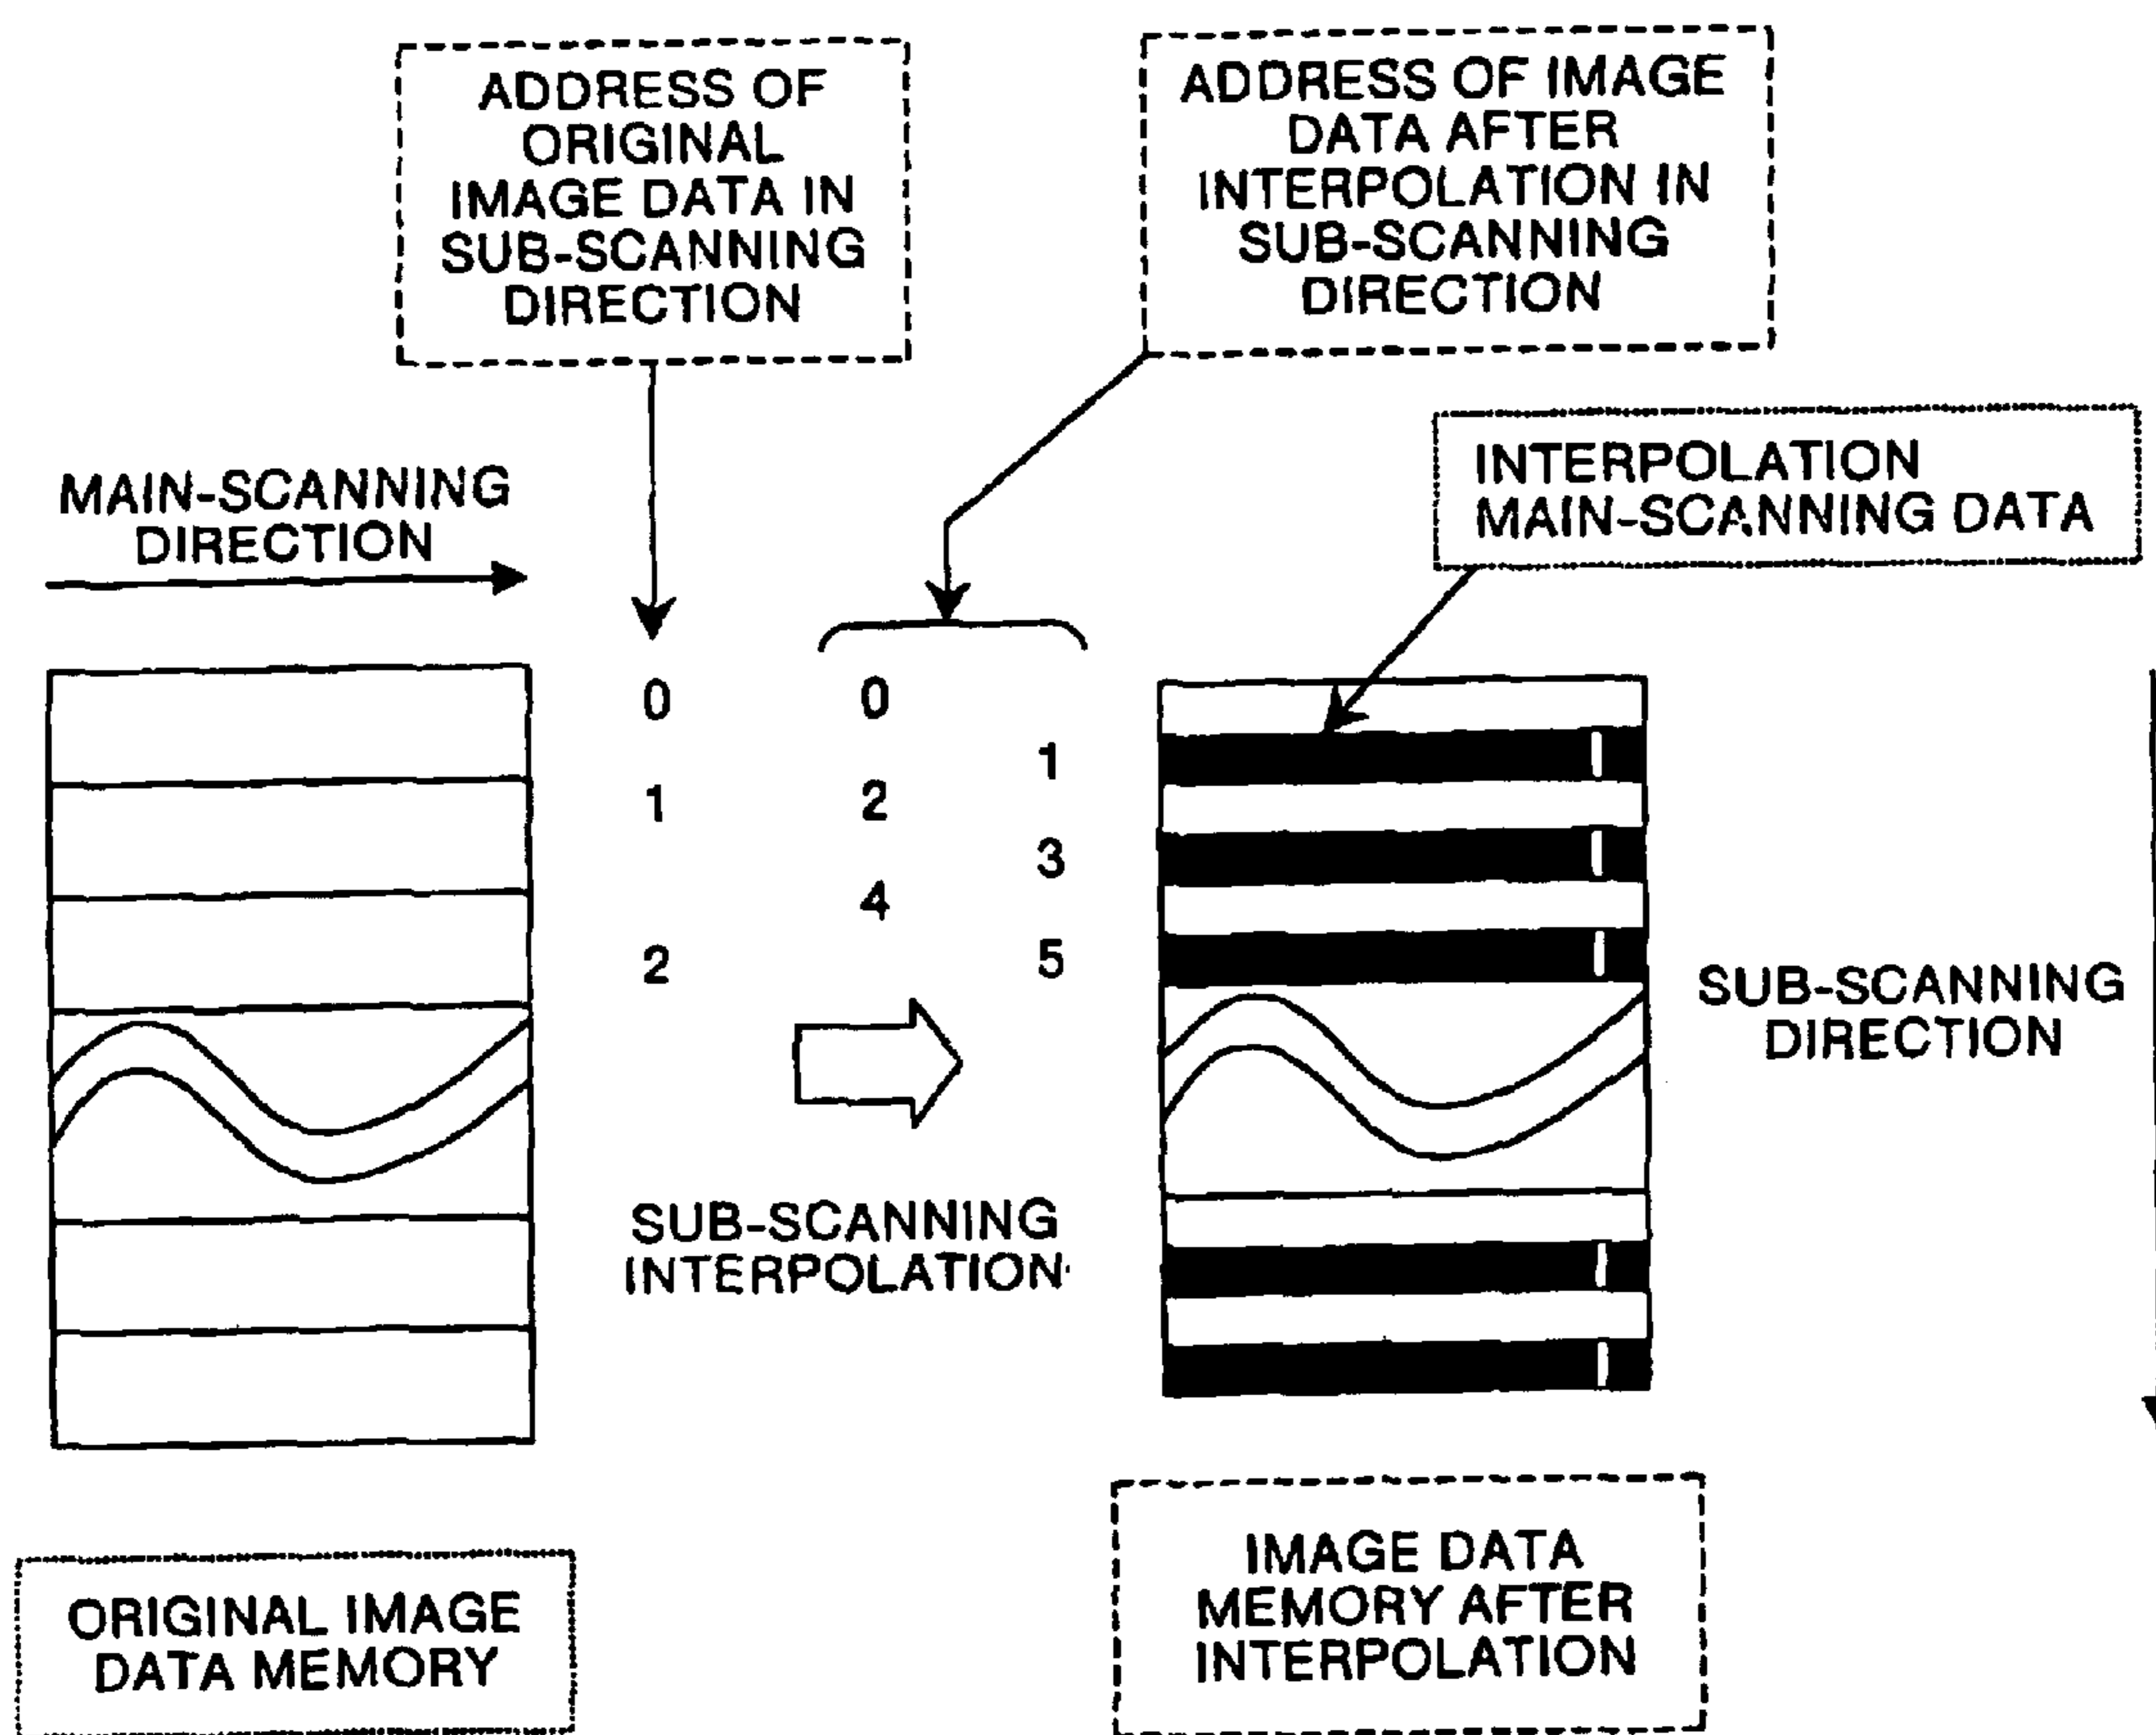 ADDRESS OF
ORIGINAL
IMAGE DATA IN
SUB-SCANNING
DIRECTION
ADDRESS OF IMAGE
DATA AFTER
INTERPOLATION IN
SUB-SCANNING
DIRECTION
INTERPOLATION
MAIN-SCANNING DATA
MAIN-SCANNING
DIRECTION
0 0
1
1 2
3
4
2 5
SUB-SCANNING
DIRECTION
SUB-SCANNING
INTERPOLATION
ORIGINAL IMAGE
DATA MEMORY
IMAGE DATA
MEMORY AFTER
INTERPOLATION